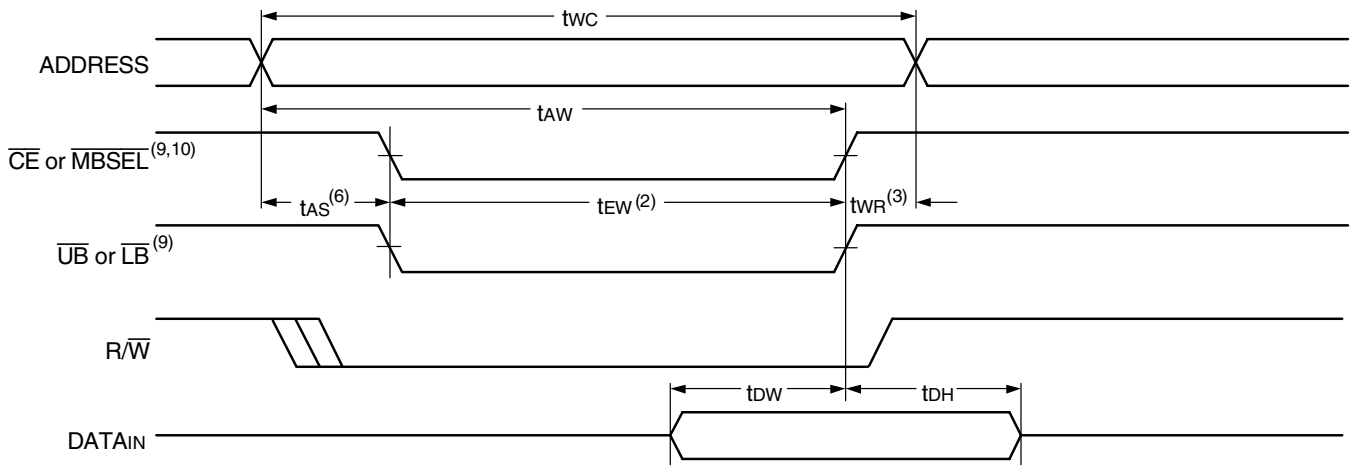 tWC
ADDRESS
tAW
CE or MBSEL(9,10)
tAS(6)
tEW(2)
tWR(3)
UB or LB(9)
R/W
tDW
tDH
DATAIN